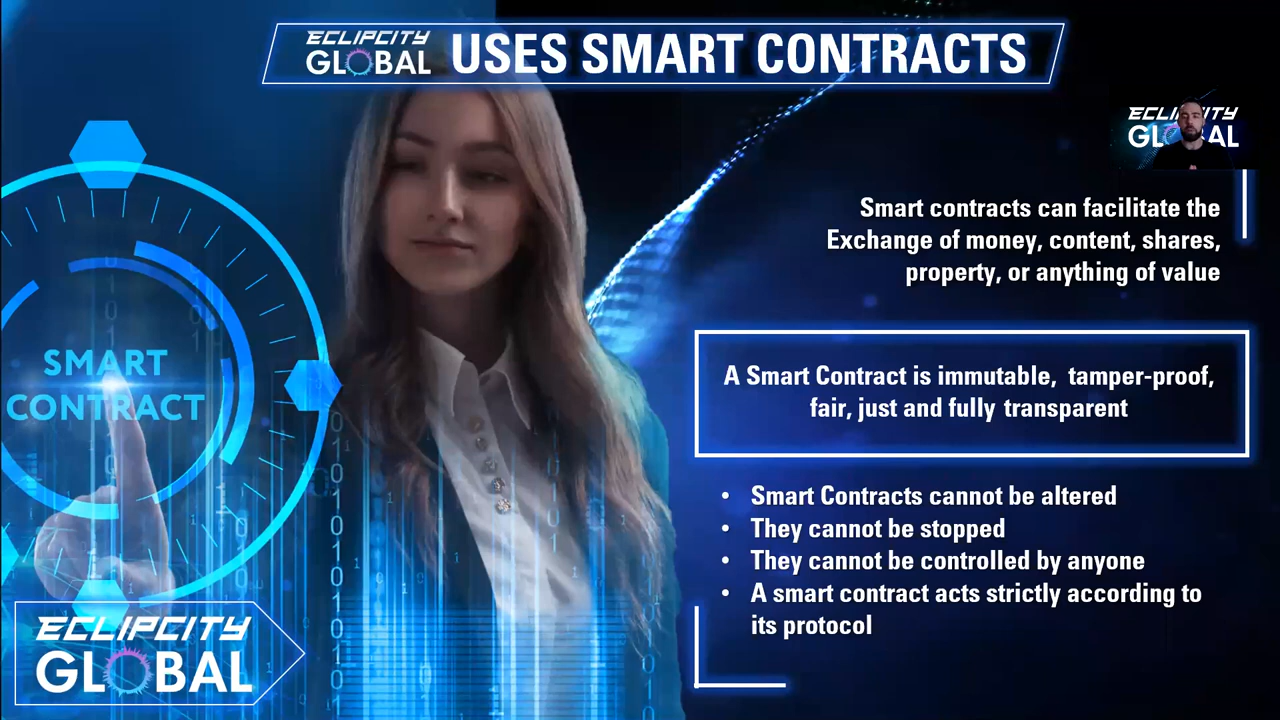 ECLIPCITY
GLOBAL
USES SMART CONTRACTS
ECLIPCITY
GLOBAL
Smart contracts can facilitate the
Exchange of money, content, shares,
property, or anything of value
SMART
CONTRACT
A Smart Contract is immutable, tamper-proof,
fair, just and fully transparent
• Smart Contracts cannot be altered
• They cannot be stopped
• They cannot be controlled by anyone
• A smart contract acts strictly according to
its protocol
ECLIPCITY
GLOBAL